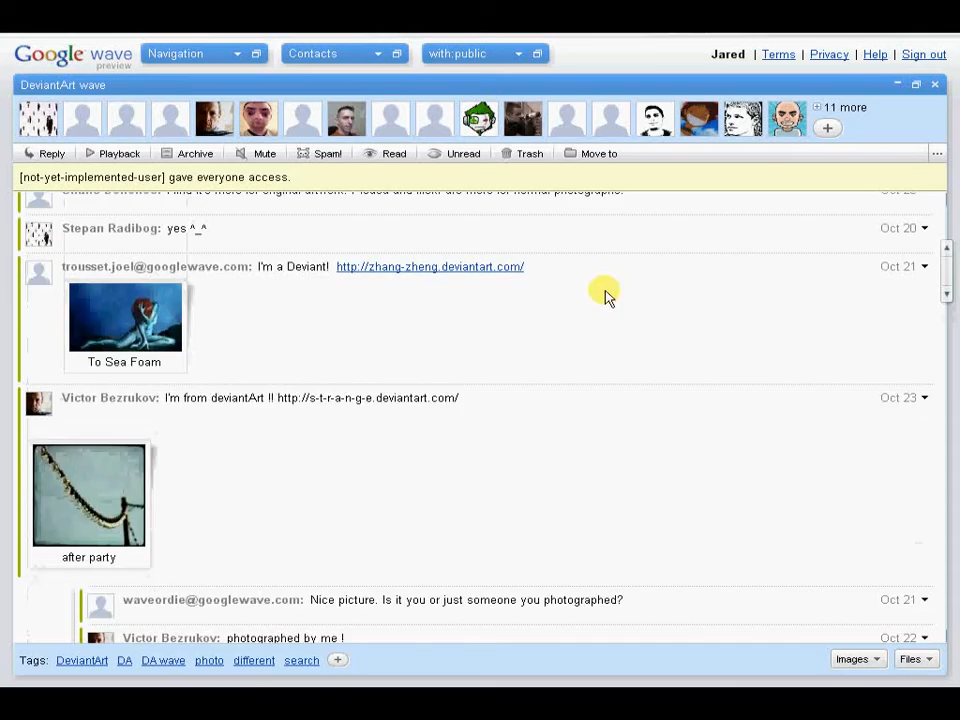 Google wave
preview
Navigation
Contacts
with:public
Jared | Terms | Privacy | Help | Sign out
DeviantArt wave
11 more
Reply
Playback
Archive
Mute
Spam!
Read
Unread
Trash
Move to
[not-yet-implemented-user] gave everyone access.
Stepan Radibog: yes ^_^
Oct 20
trousset.joel@googlewave.com: I'm a Deviant! http://zhang-zheng.deviantart.com/
Oct 21
To Sea Foam
Victor Bezrukov: I'm from deviantArt !! http://s-t-r-a-n-g-e.deviantart.com/
Oct 23
after party
waveordie@googlewave.com: Nice picture. Is it you or just someone you photographed?
Oct 21
Victor Bezrukov: photographed by me !
Oct 22
Tags: DeviantArt DA DA wave photo different search
Images
Files